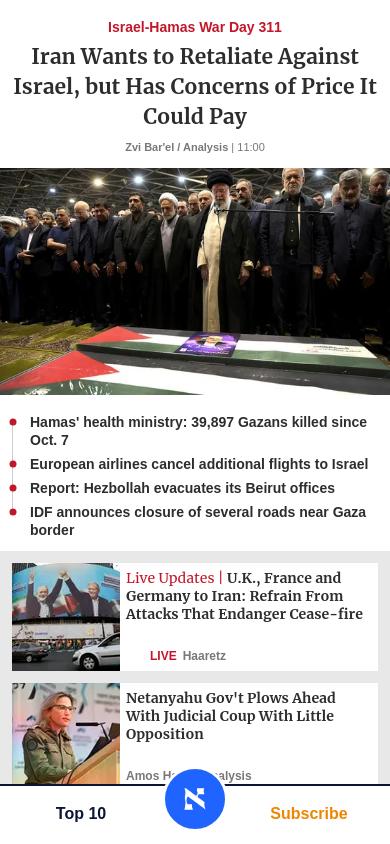 Israel-Hamas War Day 311
Iran Wants to Retaliate Against
Israel, but Has Concerns of Price It
Could Pay
Zvi Bar'el / Analysis | 11:00
Hamas' health ministry: 39,897 Gazans killed since
Oct. 7
European airlines cancel additional flights to Israel
Report: Hezbollah evacuates its Beirut offices
IDF announces closure of several roads near Gaza
border
Live Updates | U.K., France and
Germany to Iran: Refrain From
Attacks That Endanger Cease-fire
LIVE Haaretz
Netanyahu Gov't Plows Ahead
With Judicial Coup With Little
Opposition
Amos
Top 10
Subscribe